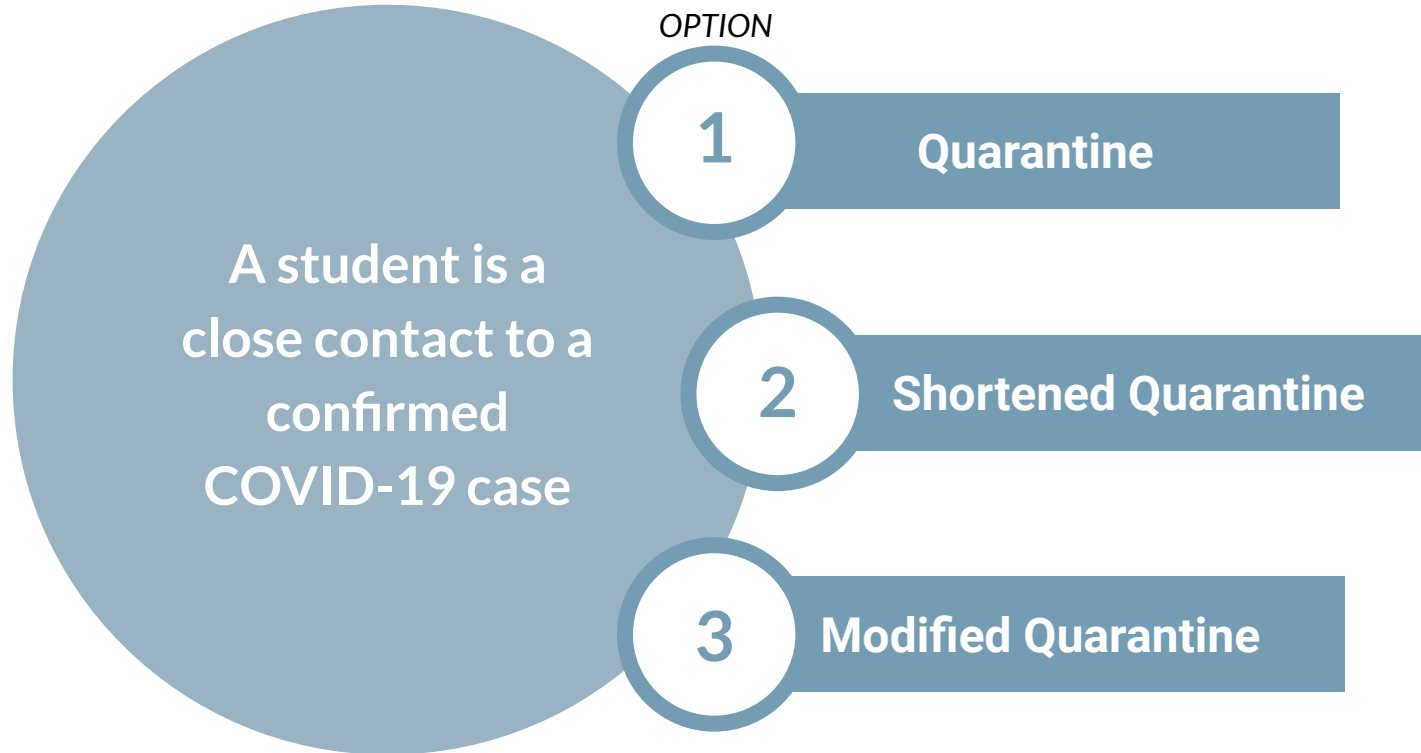 OPTION
1
Quarantine
A student is a
close contact to a
confirmed
COVID-19 case
2
Shortened Quarantine
3
Modified Quarantine